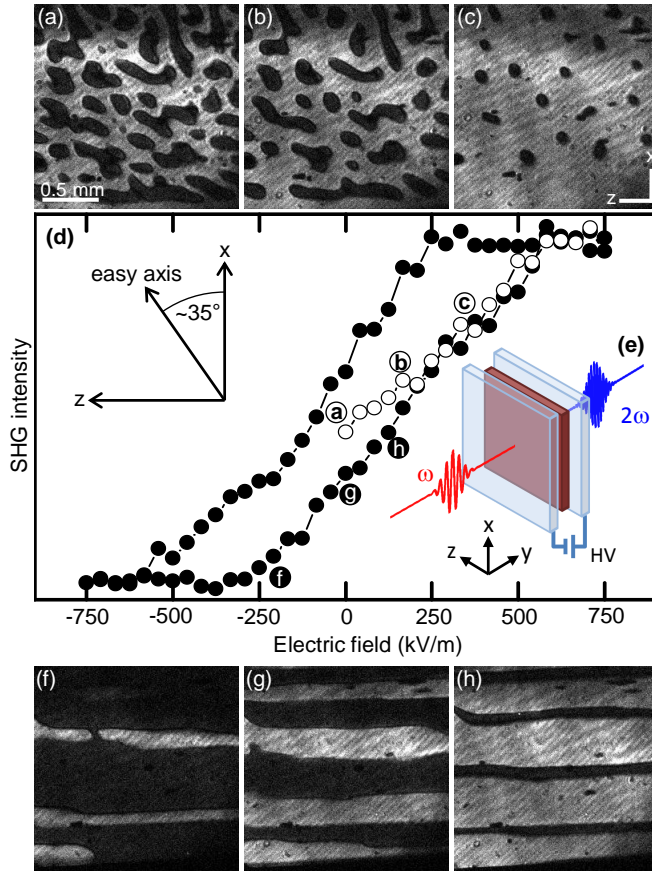 (a)
(b)
(c)
0.5 mm
x
z
(d)
x
easy axis
~35°
z
SHG intensity
a
b
c
f
g
h
(e)
2ω
ω
x
z
y
HV
-750 -500 -250 0 250 500 750
Electric field (kV/m)
(f)
(g)
(h)